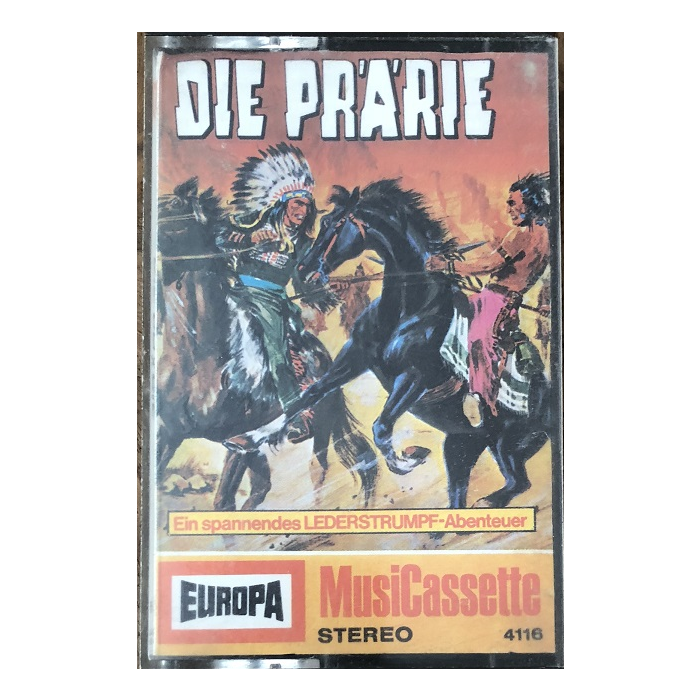 DIE PRÄRIE
Ein spannendes LEDERSTRUMPF-Abenteuer
EUROPA
MusiCassette
STEREO 4116